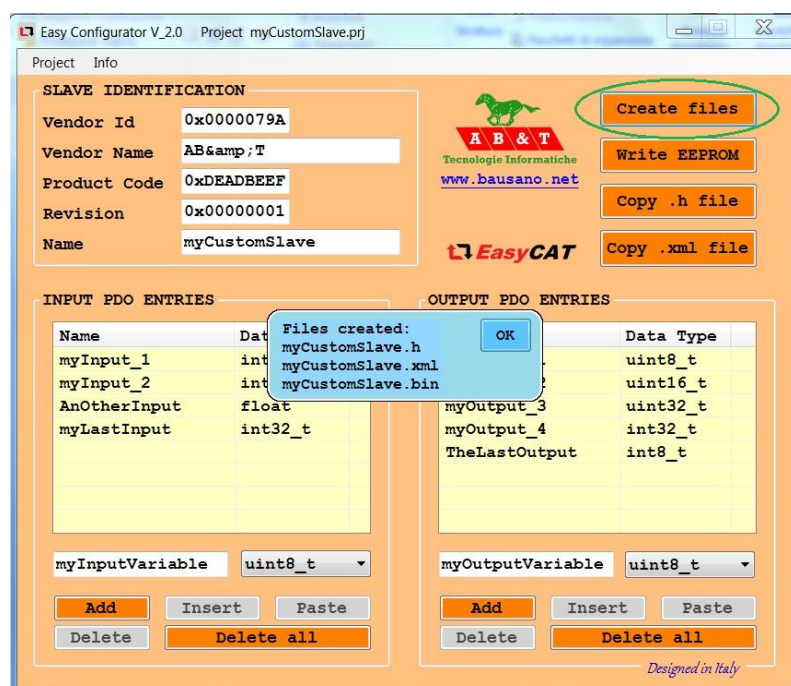 Easy Configurator V_2.0 Project myCustomSlave.prj
Project Info
SLAVE IDENTIFICATION
Vendor Id 0x0000079A
Vendor Name AB&amp;T
Product Code 0xDEADBEEF
Revision 0x00000001
Name myCustomSlave
A B & T
Tecnologie Informatiche
www.bausano.net
EasyCAT
Create files
Write EEPROM
Copy .h file
Copy .xml file
INPUT PDO ENTRIES
Name Dat
myInput_1 int
myInput_2 int
AnOtherInput float
myLastInput int32_t
Files created:
myCustomSlave.h
myCustomSlave.xml
myCustomSlave.bin
OK
OUTPUT PDO ENTRIES
Data Type
uint8_t
2 uint16_t
myOutput_3 uint32_t
myOutput_4 int32_t
TheLastOutput int8_t
myInputVariable uint8_t
Add Insert Paste
Delete Delete all
myOutputVariable uint8_t
Add Insert Paste
Delete Delete all
Designed in Italy